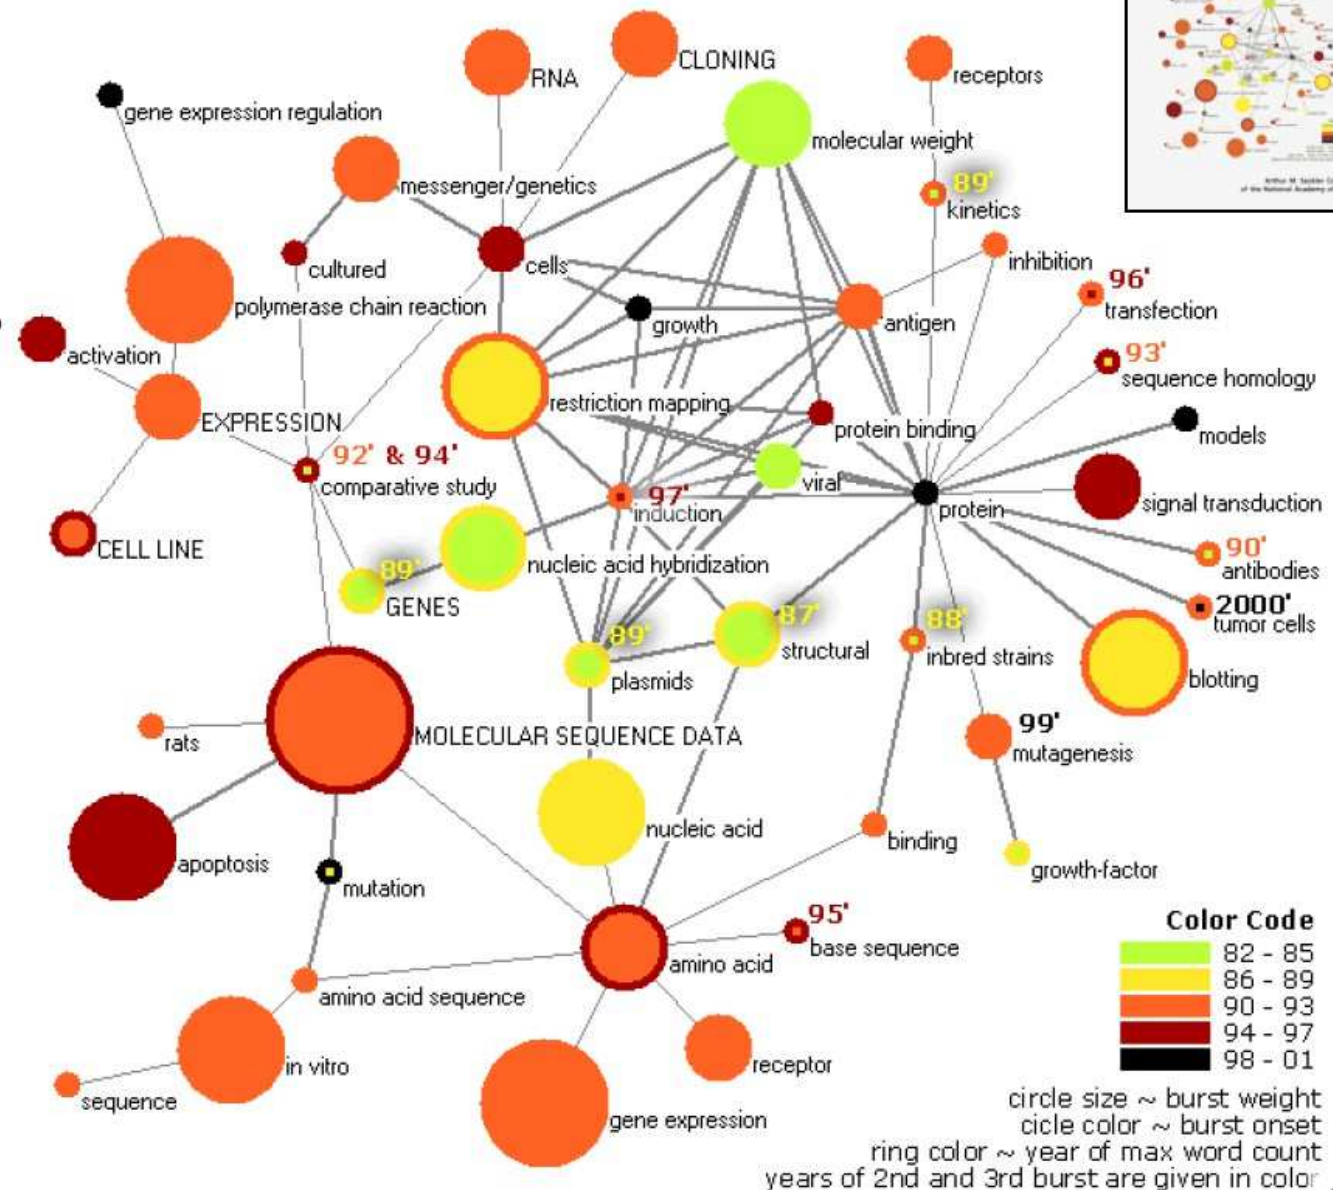 RNA
CLONING
receptors
gene expression regulation
molecular weight
messenger/genetics
89'
kinetics
cultured
cells
inhibition
96'
transfection
polymerase chain reaction
growth
antigen
activation
93'
sequence homology
EXPRESSION
restriction mapping
protein binding
models
92' & 94'
comparative study
viral
97'
induction
protein
signal transduction
CELL LINE
nucleic acid hybridization
90'
antibodies
89'
GENES
89'
plasmids
87'
structural
88'
inbred strains
2000'
tumor cells
blotting
rats
MOLECULAR SEQUENCE DATA
99'
mutagenesis
apoptosis
nucleic acid
binding
mutation
growth-factor
95'
base sequence
amino acid
amino acid sequence
in vitro
receptor
sequence
gene expression
Color Code
82 - 85
86 - 89
90 - 93
94 - 97
98 - 01
circle size ~ burst weight
cicle color ~ burst onset
ring color ~ year of max word count
years of 2nd and 3rd burst are given in color